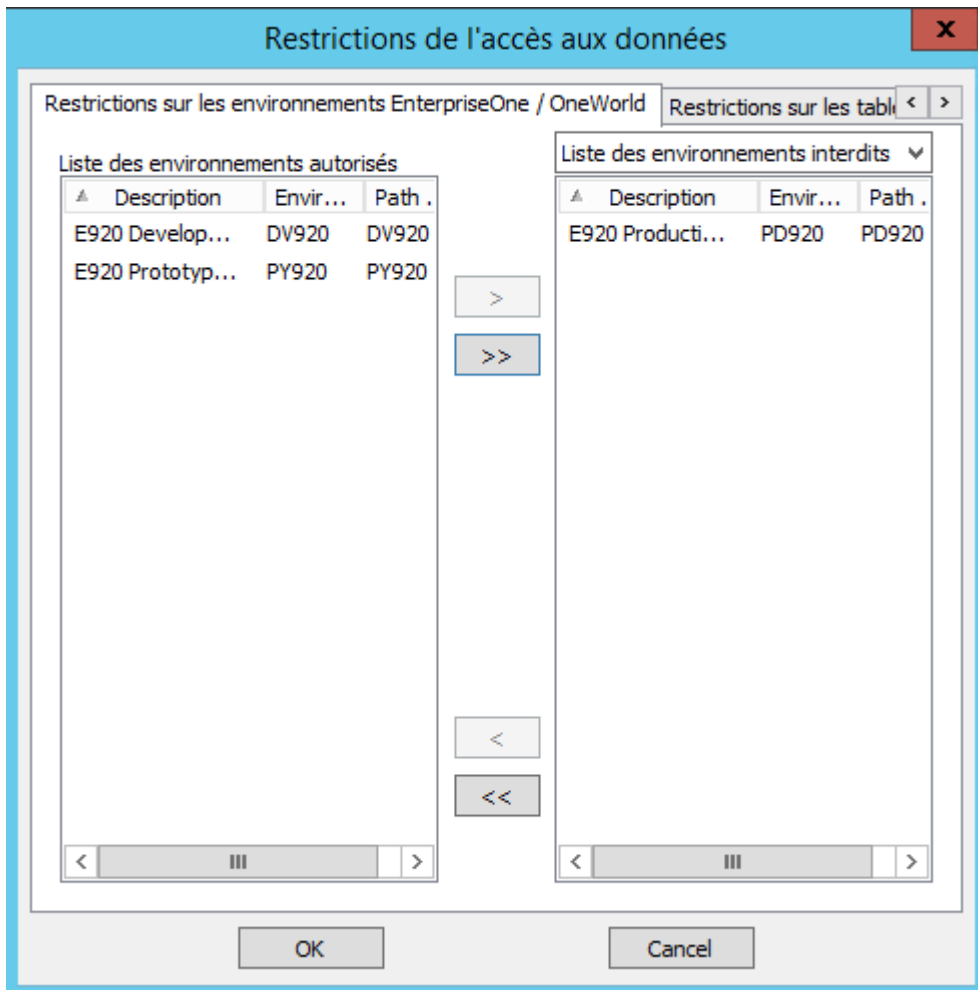 Restrictions de l'accès aux données
x
Restrictions sur les environnements EnterpriseOne / OneWorld
Restrictions sur les tabl
< >
Liste des environnements autorisés
Description Envir... Path .
E920 Develop... DV920 DV920
E920 Prototyp... PY920 PY920
>
>>
<
<<
Liste des environnements interdits
Description Envir... Path .
E920 Producti... PD920 PD920
OK
Cancel